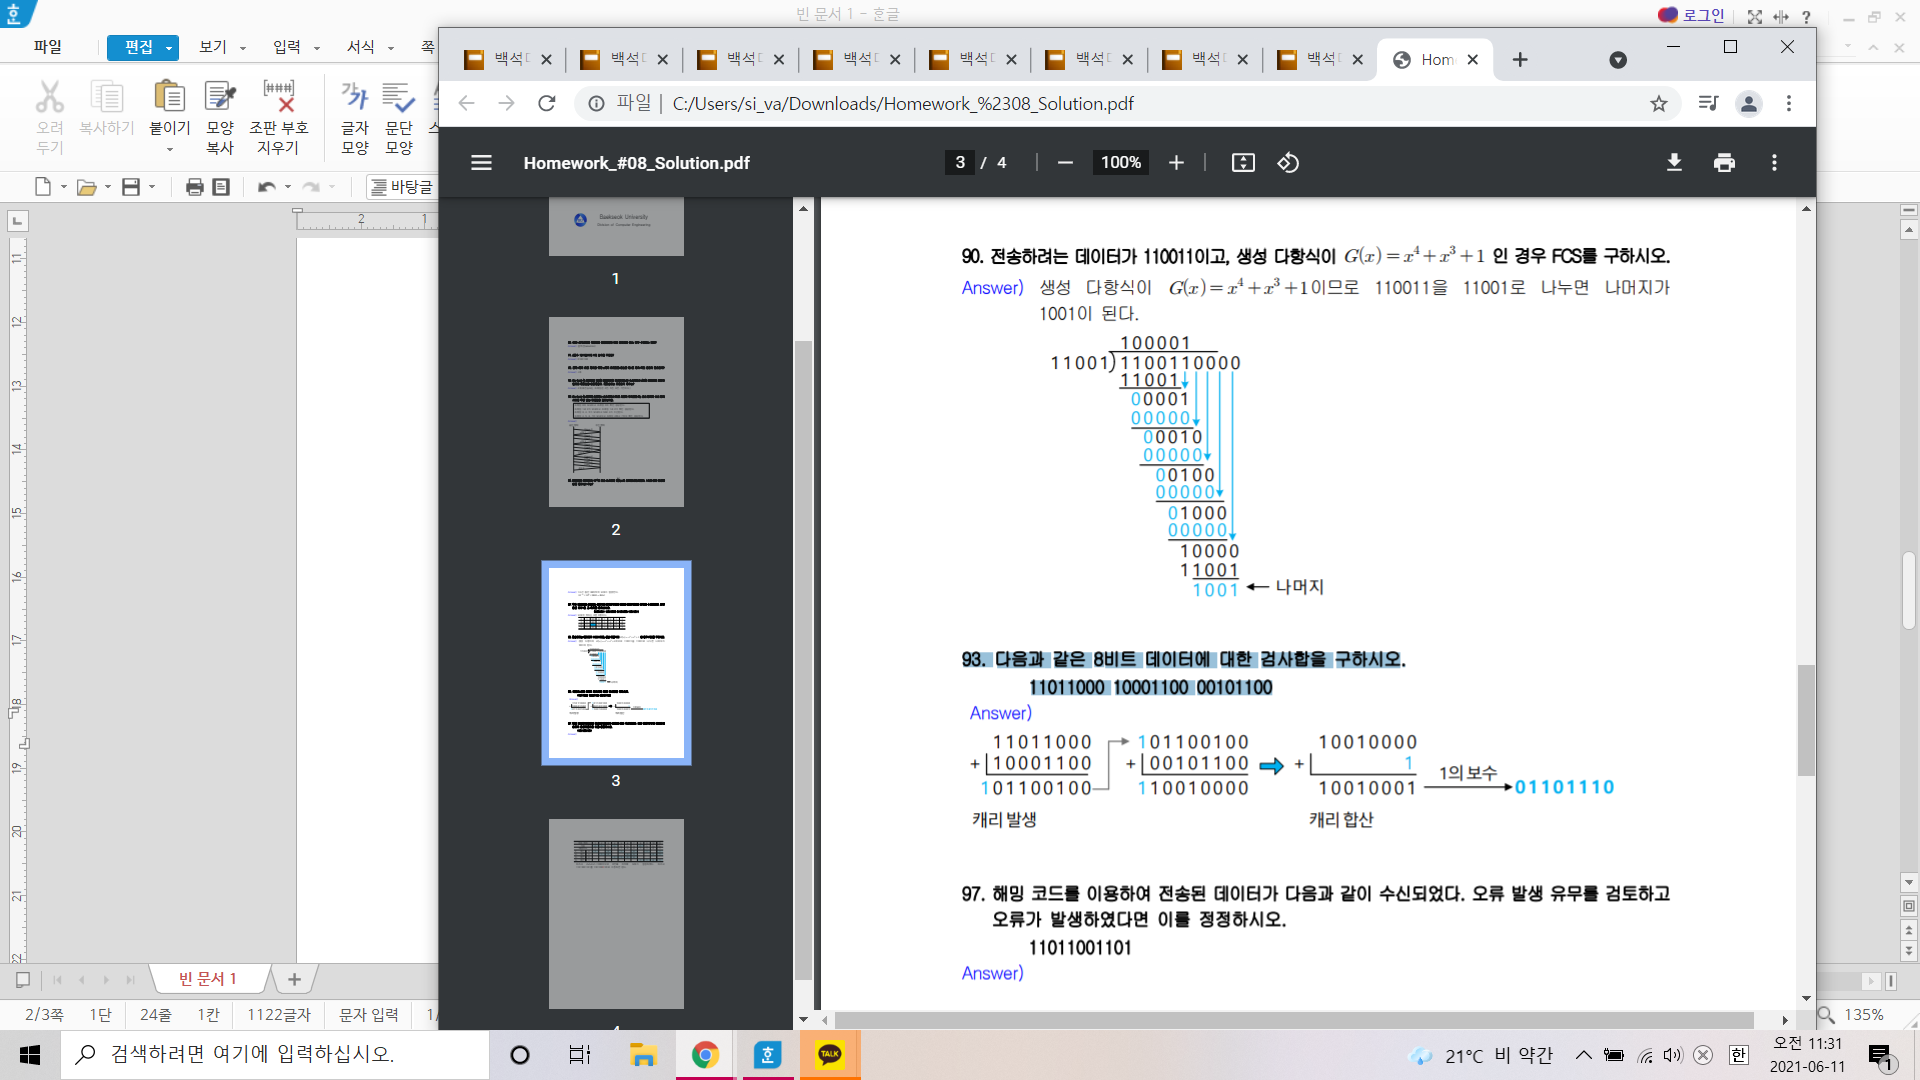 빈 문서 1 - 한글
로그인
파일
편집
보기
입력
서식
쪽
오려
두기
복사하기
붙이기
모양
복사
조판 부호
지우기
글자
모양
문단
모양
바탕글
백석
백석
백석
백석
백석
백석
백석
백석
Hom
파일 | C:/Users/si_va/Downloads/Homework_%2308_Solution.pdf
Homework_#08_Solution.pdf
3 / 4
100%
Baekseok University
Division of Computer Engineering
1
2
3
90. 전송하려는 데이터가 110011이고, 생성 다항식이 G(x)=x⁴+x³+1 인 경우 FCS를 구하시오.
Answer) 생성 다항식이 G(x)=x⁴+x³+1이므로 110011을 11001로 나누면 나머지가
1001이 된다.
100001
11001)1100110000
11001
00001
00000
00010
00000
00100
00000
01000
00000
10000
11001
1001 ← 나머지
93. 다음과 같은 8비트 데이터에 대한 검사합을 구하시오.
11011000 10001100 00101100
Answer)
11011000 101100100 10010000
+ 10001100 + 00101100 + 1
101100100 110010000 10010001 1의 보수 01101110
캐리 발생 캐리 합산
97. 해밍 코드를 이용하여 전송된 데이터가 다음과 같이 수신되었다. 오류 발생 유무를 검토하고
오류가 발생하였다면 이를 정정하시오.
11011001101
Answer)
빈 문서 1
2/3쪽 1단 24줄 1칸 1122글자 문자 입력 1/
135%
검색하려면 여기에 입력하십시오.
TALK
21°C 비 약간
한
오전 11:31
2021-06-11
1